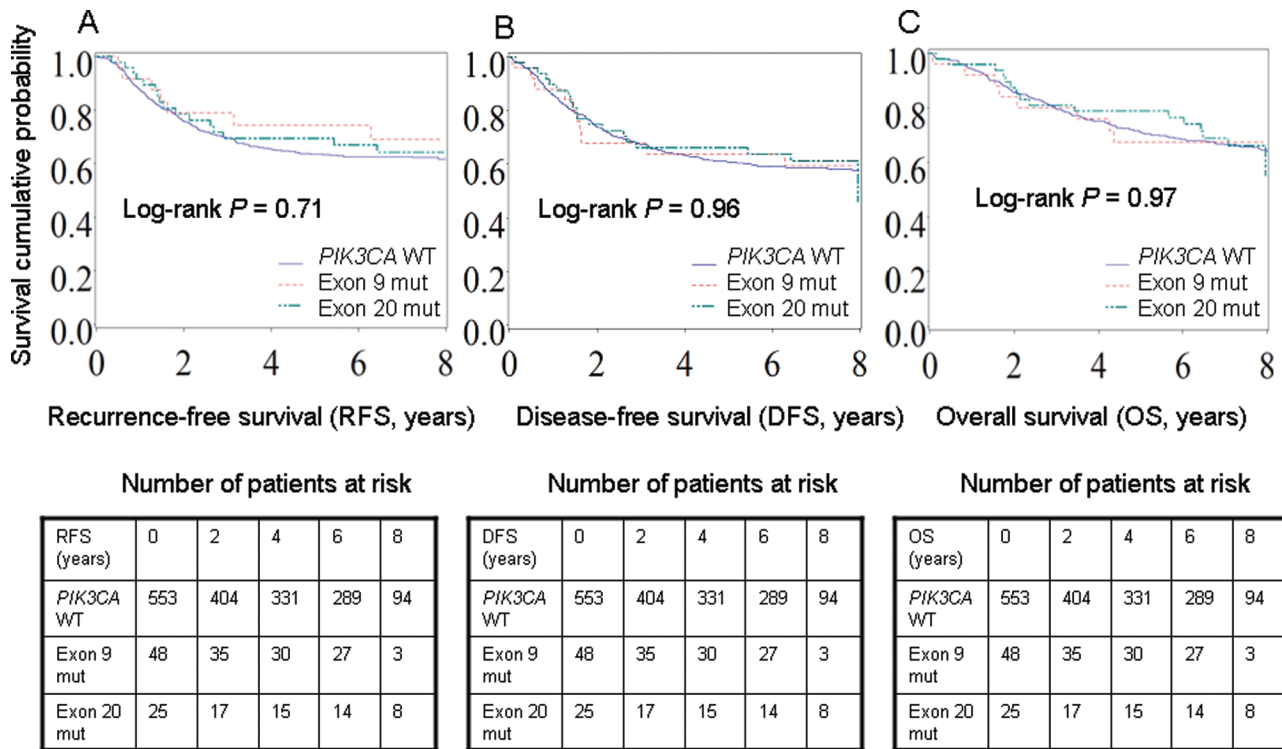 A
B
C
Survival cumulative probability
1.0
0.8
0.6
0.4
0.2
0.0
Log-rank P = 0.71
PIK3CA WT
Exon 9 mut
Exon 20 mut
0 2 4 6 8
Recurrence-free survival (RFS, years)
1.0
0.8
0.6
0.4
0.2
0.0
Log-rank P = 0.96
PIK3CA WT
Exon 9 mut
Exon 20 mut
0 2 4 6 8
Disease-free survival (DFS, years)
1.0
0.8
0.6
0.4
0.2
0.0
Log-rank P = 0.97
PIK3CA WT
Exon 9 mut
Exon 20 mut
0 2 4 6 8
Overall survival (OS, years)
Number of patients at risk
RFS
(years) 0 2 4 6 8
PIK3CA
WT 553 404 331 289 94
Exon 9
mut 48 35 30 27 3
Exon 20
mut 25 17 15 14 8
Number of patients at risk
DFS
(years) 0 2 4 6 8
PIK3CA
WT 553 404 331 289 94
Exon 9
mut 48 35 30 27 3
Exon 20
mut 25 17 15 14 8
Number of patients at risk
OS
(years) 0 2 4 6 8
PIK3CA
WT 553 404 331 289 94
Exon 9
mut 48 35 30 27 3
Exon 20
mut 25 17 15 14 8